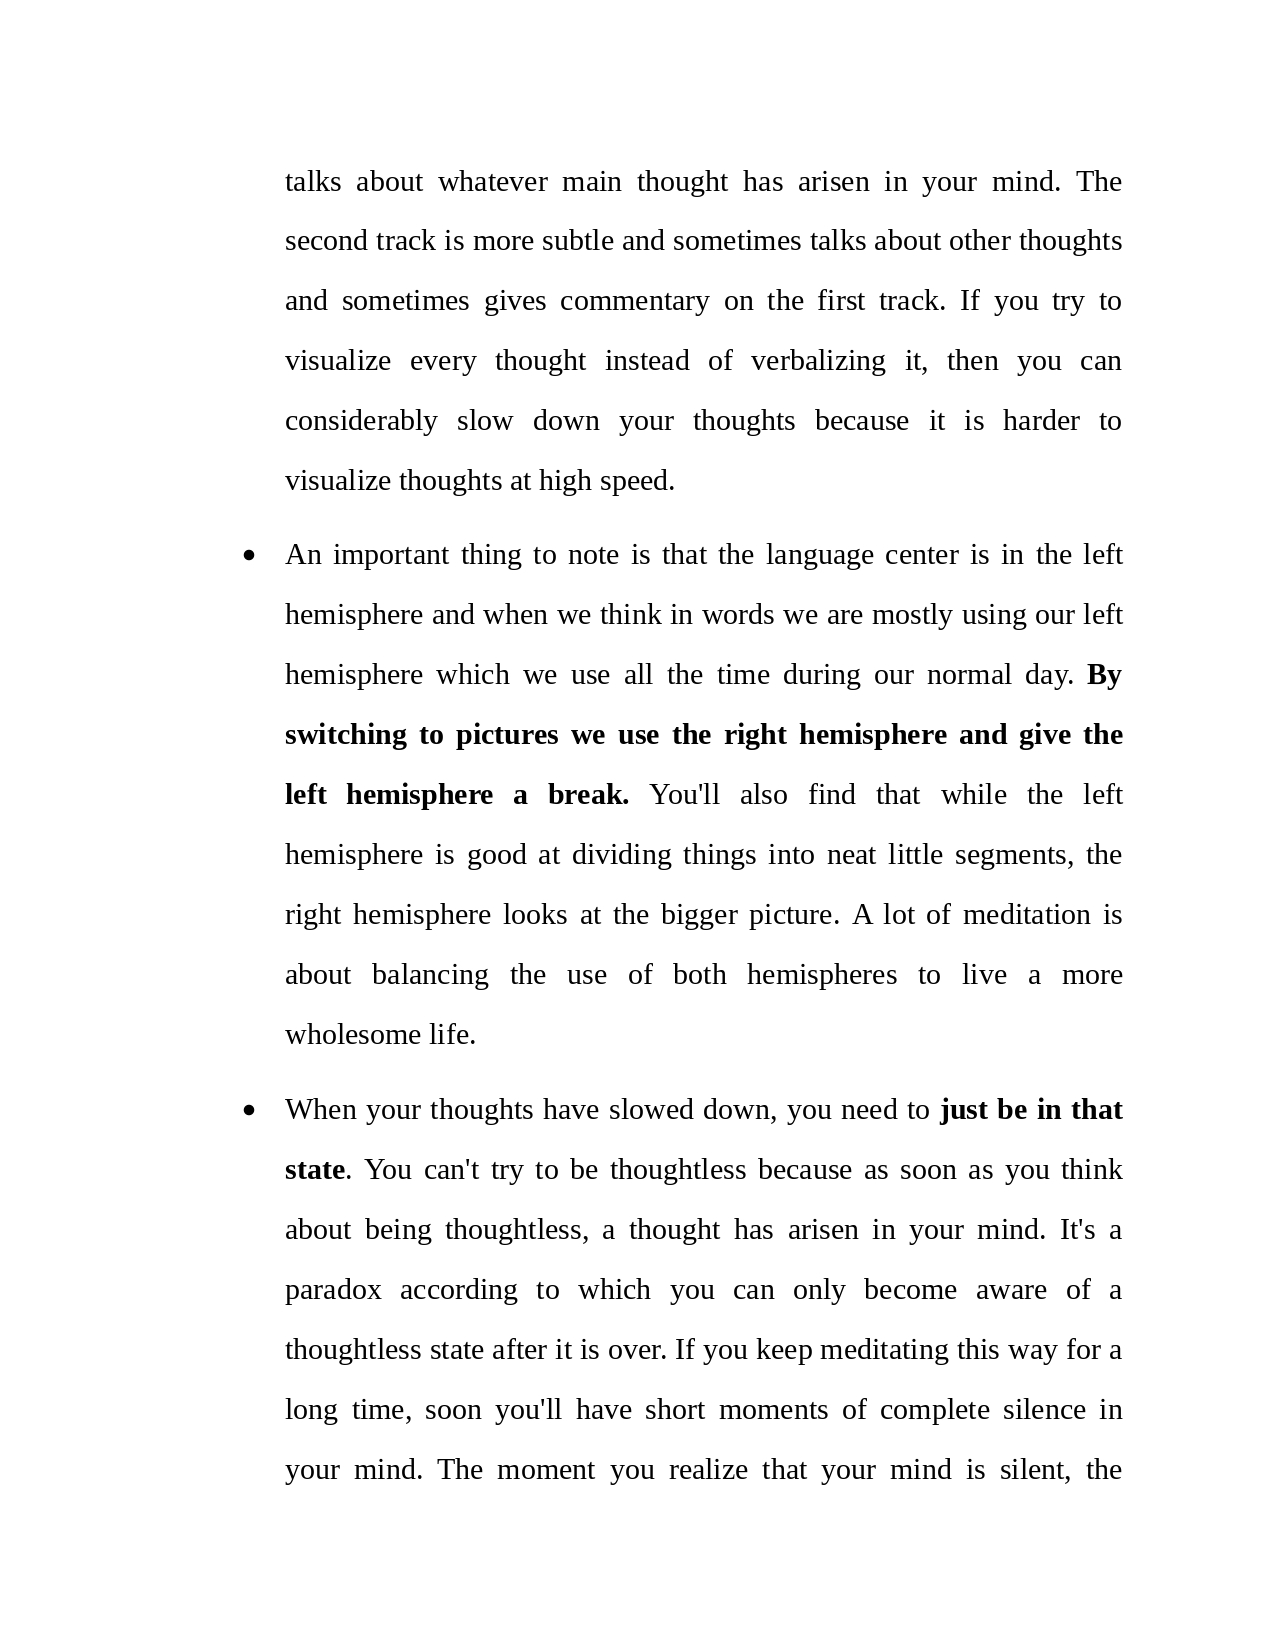 talks about whatever main thought has arisen in your mind. The
second track is more subtle and sometimes talks about other thoughts
and sometimes gives commentary on the first track. If you try to
visualize every thought instead of verbalizing it, then you can
considerably slow down your thoughts because it is harder to
visualize thoughts at high speed.
• An important thing to note is that the language center is in the left
hemisphere and when we think in words we are mostly using our left
hemisphere which we use all the time during our normal day. By
switching to pictures we use the right hemisphere and give the
left hemisphere a break. You'll also find that while the left
hemisphere is good at dividing things into neat little segments, the
right hemisphere looks at the bigger picture. A lot of meditation is
about balancing the use of both hemispheres to live a more
wholesome life.
• When your thoughts have slowed down, you need to just be in that
state. You can't try to be thoughtless because as soon as you think
about being thoughtless, a thought has arisen in your mind. It's a
paradox according to which you can only become aware of a
thoughtless state after it is over. If you keep meditating this way for a
long time, soon you'll have short moments of complete silence in
your mind. The moment you realize that your mind is silent, the